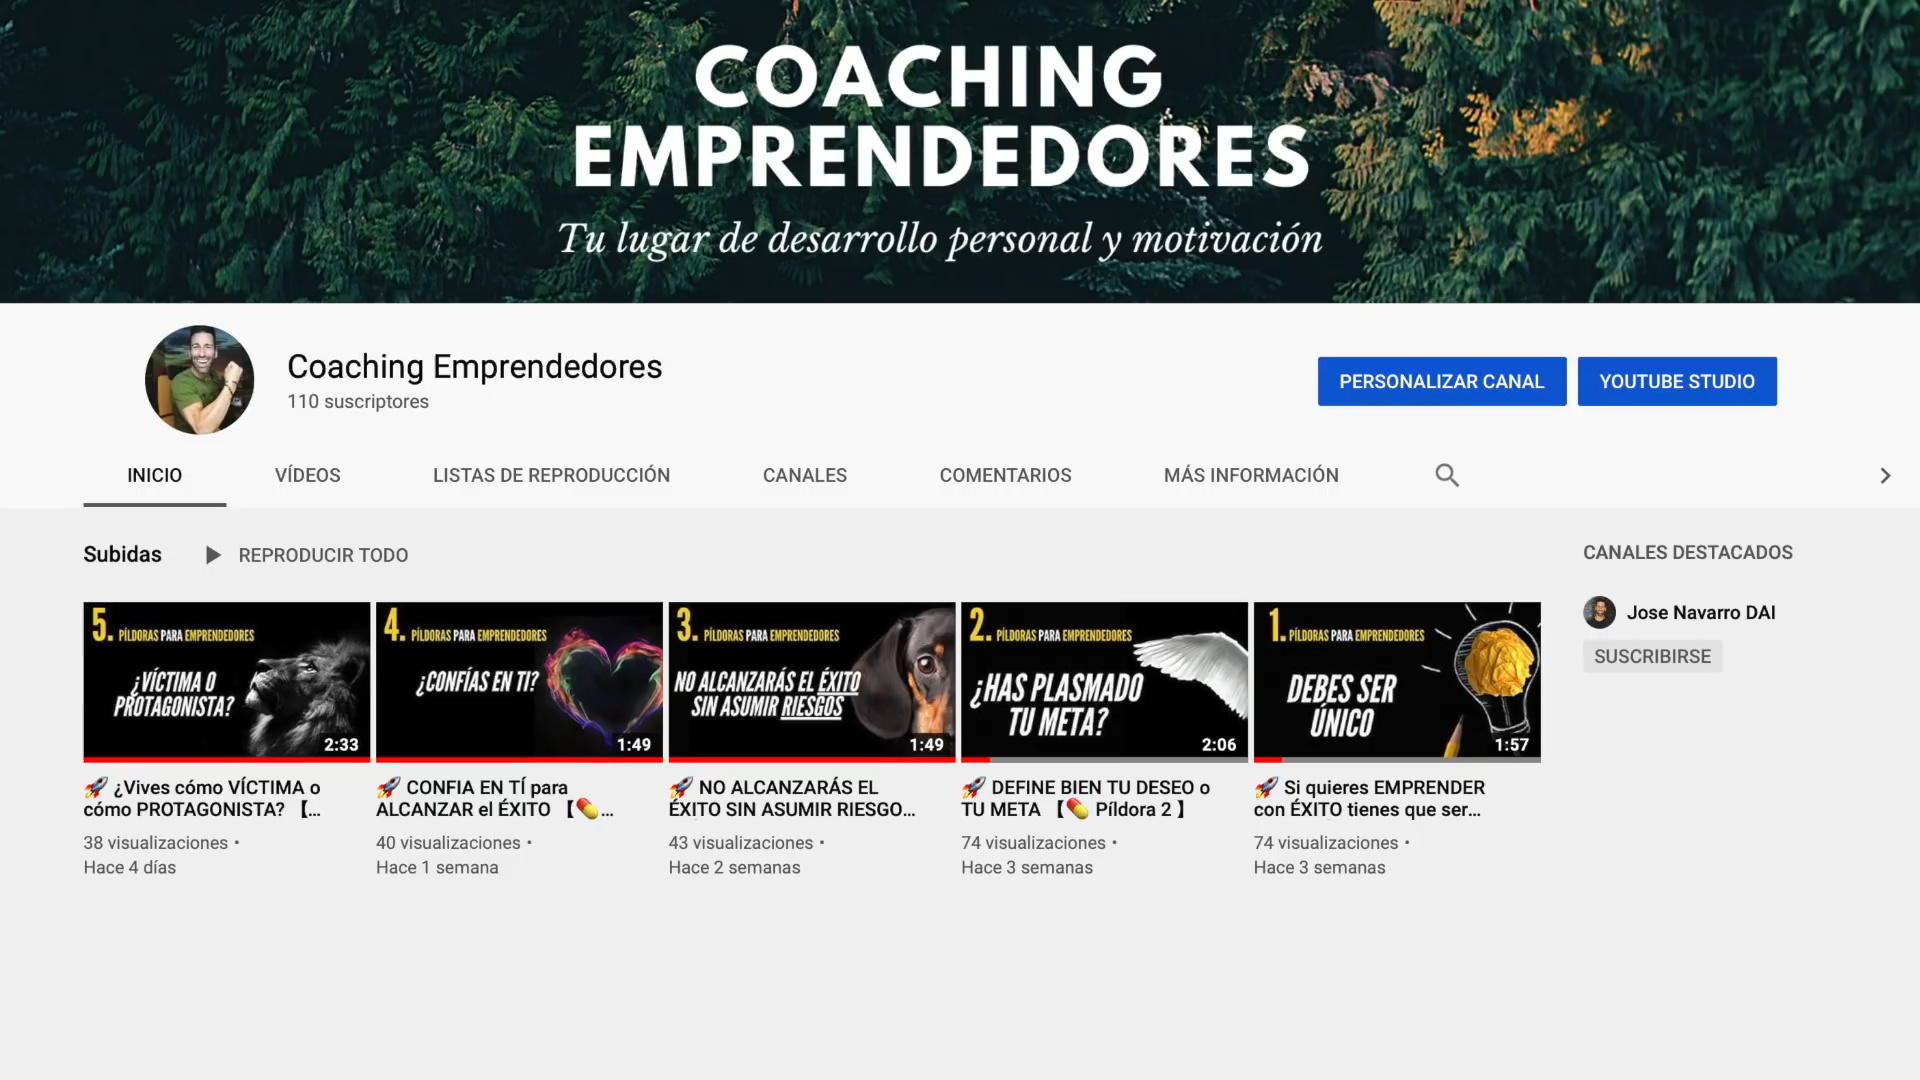 COACHING
EMPRENDEDORES
Tu lugar de desarrollo personal y motivación
Coaching Emprendedores
110 suscriptores
PERSONALIZAR CANAL
YOUTUBE STUDIO
INICIO
VÍDEOS
LISTAS DE REPRODUCCIÓN
CANALES
COMENTARIOS
MÁS INFORMACIÓN
Subidas
REPRODUCIR TODO
5. PÍLDORAS PARA EMPRENDEDORES
¿VÍCTIMA O
PROTAGONISTA?
2:33
🚀 ¿Vives cómo VÍCTIMA o
cómo PROTAGONISTA? 【...
38 visualizaciones •
Hace 4 días
4. PÍLDORAS PARA EMPRENDEDORES
¿CONFÍAS EN TI?
1:49
🚀 CONFIA EN TÍ para
ALCANZAR el ÉXITO 【💊...
40 visualizaciones •
Hace 1 semana
3. PÍLDORAS PARA EMPRENDEDORES
NO ALCANZARÁS EL ÉXITO
SIN ASUMIR RIESGOS
1:49
🚀 NO ALCANZARÁS EL
ÉXITO SIN ASUMIR RIESGO...
43 visualizaciones •
Hace 2 semanas
2. PÍLDORAS PARA EMPRENDEDORES
¿HAS PLASMADO
TU META?
2:06
🚀 DEFINE BIEN TU DESEO o
TU META 【💊 Píldora 2 】
74 visualizaciones •
Hace 3 semanas
1. PÍLDORAS PARA EMPRENDEDORES
DEBES SER
ÚNICO
1:57
🚀 Si quieres EMPRENDER
con ÉXITO tienes que ser...
74 visualizaciones •
Hace 3 semanas
CANALES DESTACADOS
Jose Navarro DAI
SUSCRIBIRSE